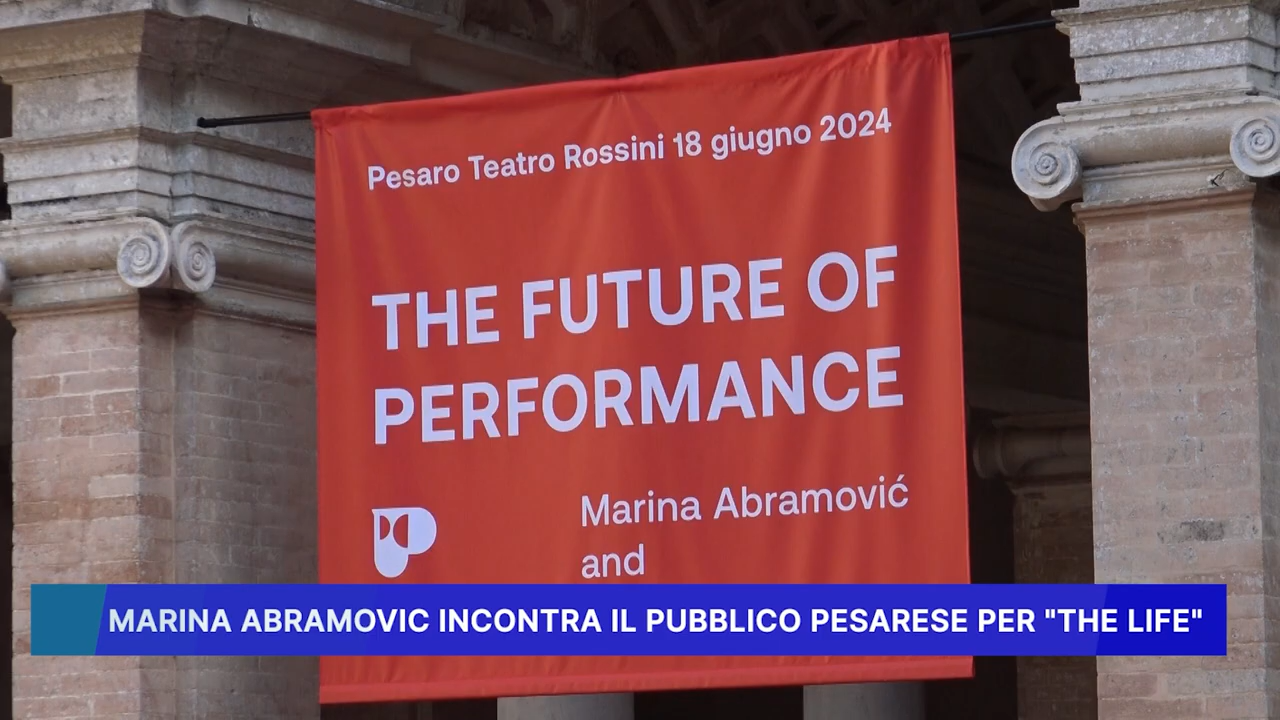 Pesaro Teatro Rossini 18 giugno 2024
THE FUTURE OF
PERFORMANCE
Marina Abramović
and
MARINA ABRAMOVIC INCONTRA IL PUBBLICO PESARESE PER "THE LIFE"